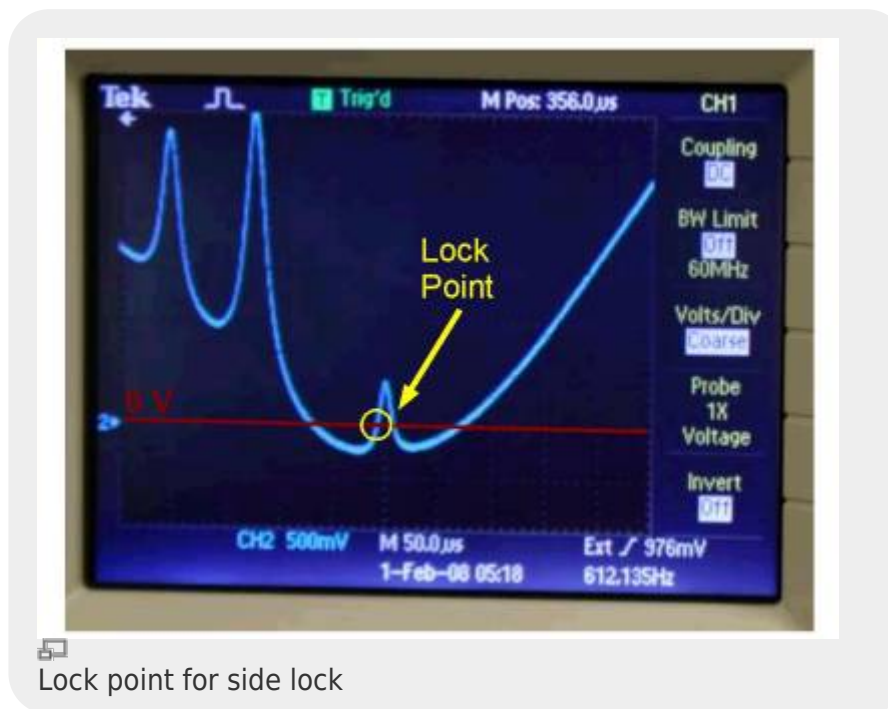 Tek
T Trig'd
M Pos: 356.0µs
CH1
Coupling
DC
BW Limit
Off
60MHz
Volts/Div
Coarse
Probe
1X
Voltage
Invert
Off
Lock
Point
V
2
CH2 500mV
M 50.0µs
Ext
976mV
1-Feb-08 05:18
612.135Hz
Lock point for side lock